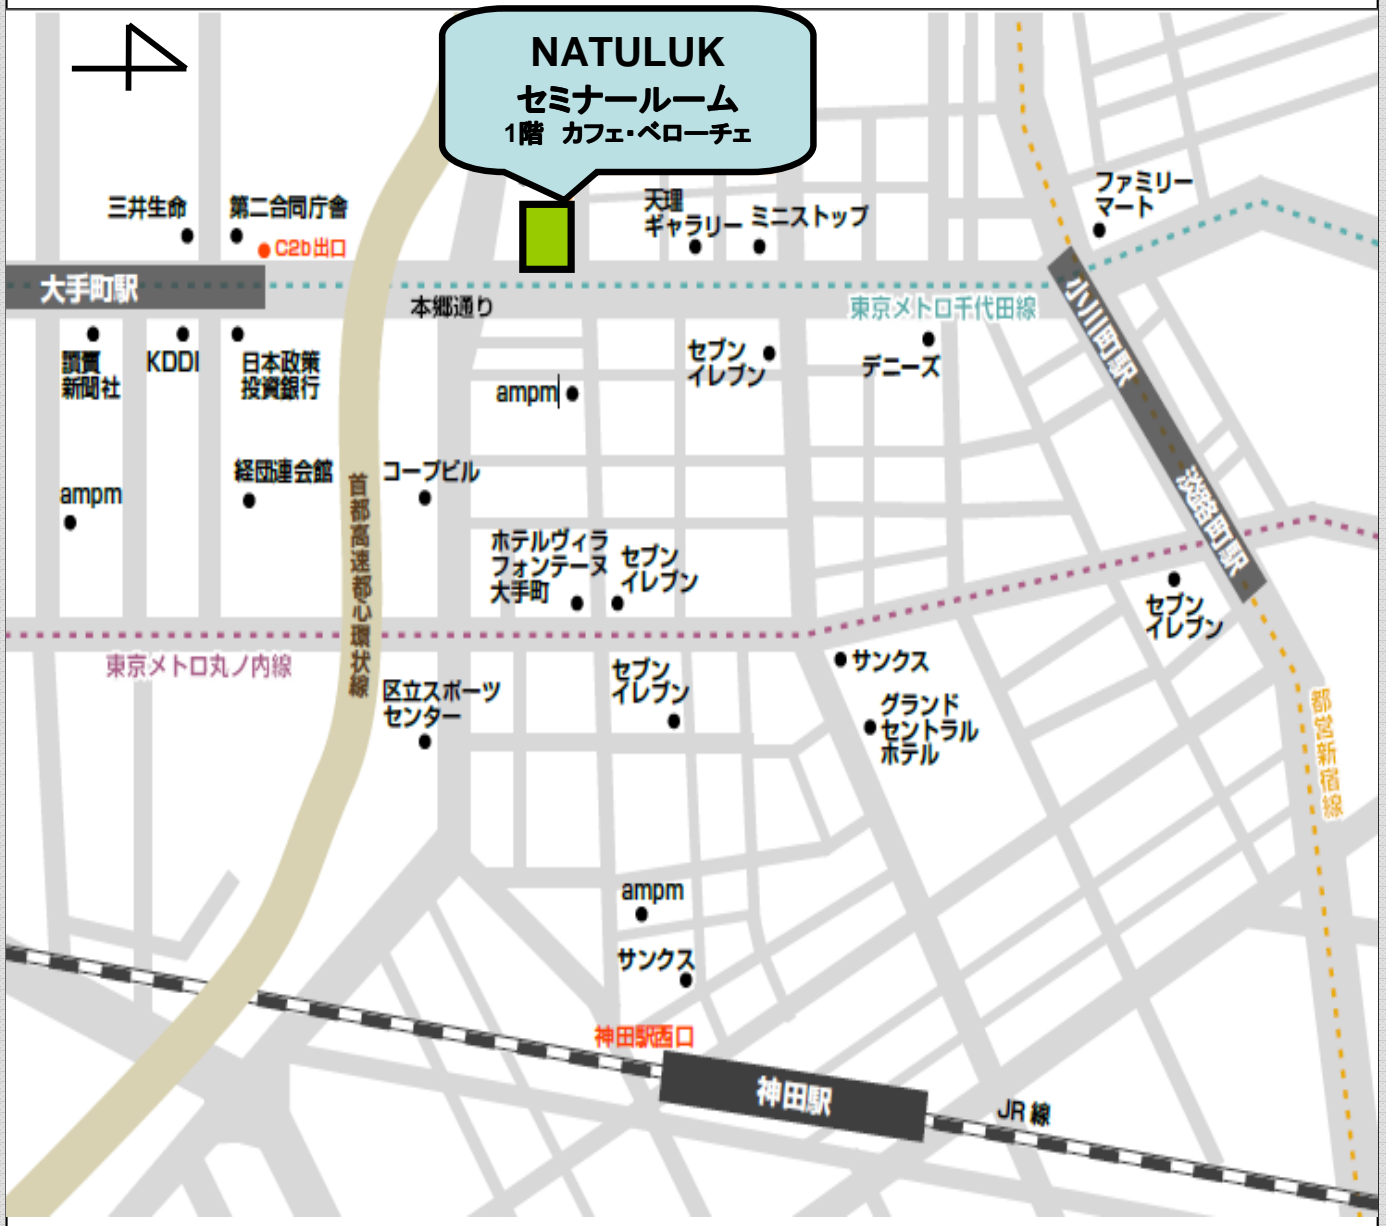 NATULUK
セミナールーム
1階 カフェ・ベローチェ
三井生命
第二合同庁舎
C2b出口
天理
ギャラリー
ミニストップ
ファミリー
マート
大手町駅
本郷通り
東京メトロ千代田線
小川町駅
讀賣
新聞社
KDDI
日本政策
投資銀行
ampm
セブン
イレブン
デニーズ
ampm
経団連会館
コープビル
首都高速都心環状線
淡路町駅
ホテルヴィラ
フォンテーヌ
大手町
セブン
イレブン
セブン
イレブン
東京メトロ丸ノ内線
区立スポーツ
センター
セブン
イレブン
サンクス
グランド
セントラル
ホテル
都営新宿線
ampm
サンクス
神田駅西口
神田駅
JR 線